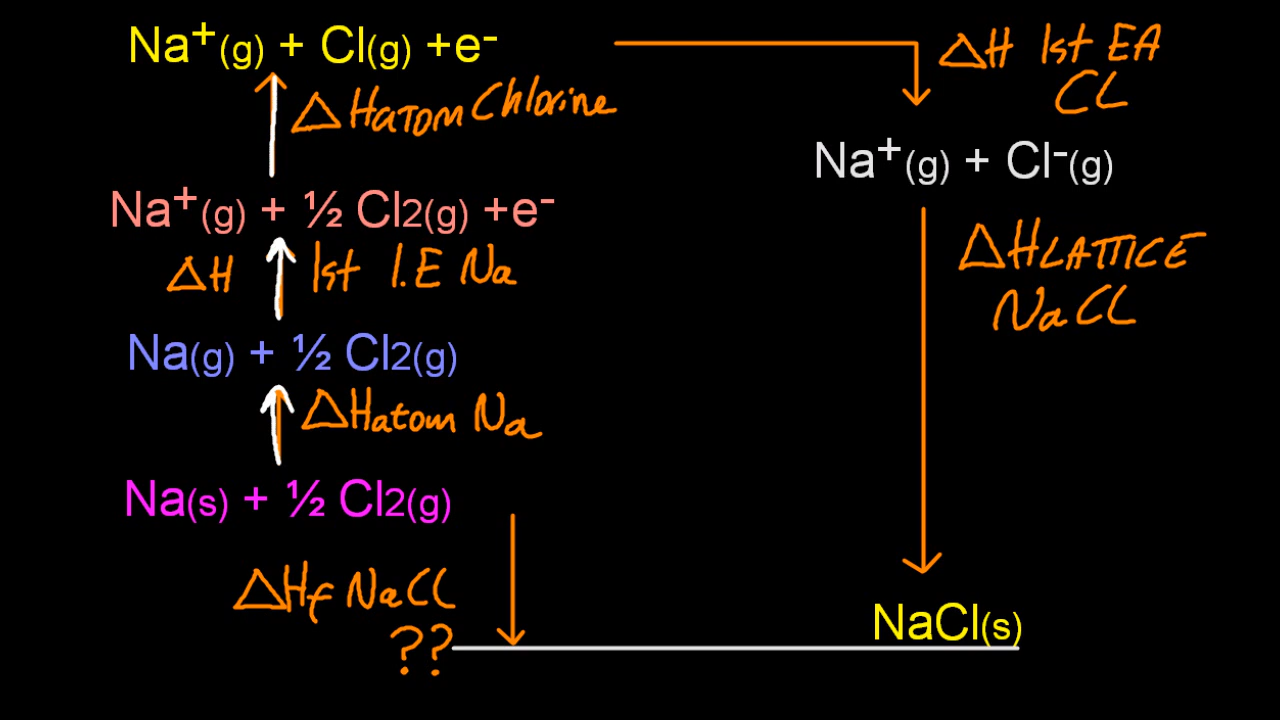 Na⁺(g) + Cl(g) +e⁻
ΔH 1st EA
CL
ΔHatom Chlorine
Na⁺(g) + Cl⁻(g)
Na⁺(g) + ½ Cl2(g) +e⁻
ΔH 1st I.E Na
ΔHLATTICE
NaCL
Na(g) + ½ Cl2(g)
ΔHatom Na
Na(s) + ½ Cl2(g)
ΔHf NaCL
??
NaCl(s)